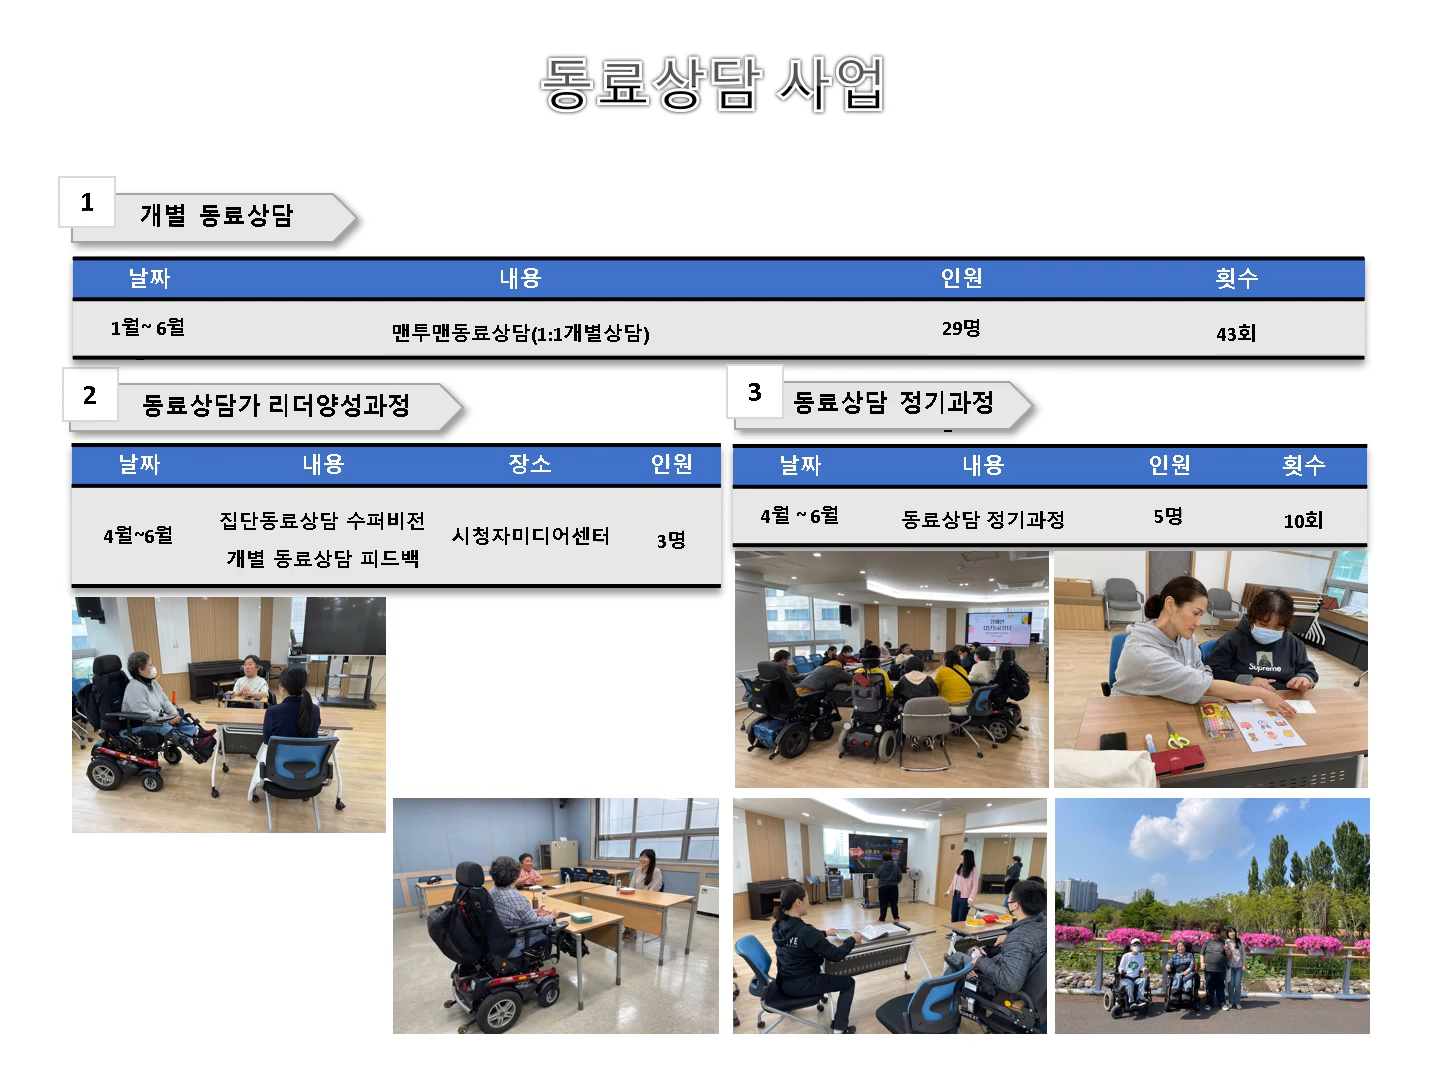 동료상담 사업
1
개별 동료상담
날짜 내용 인원 횟수
1월~ 6월 맨투맨동료상담(1:1개별상담) 29명 43회
2
동료상담가 리더양성과정
날짜 내용 장소 인원
4월~6월 집단동료상담 수퍼비전 시청자미디어센터 3명
개별 동료상담 피드백
3
동료상담 정기과정
날짜 내용 인원 횟수
4월 ~ 6월 동료상담 정기과정 5명 10회
Supreme